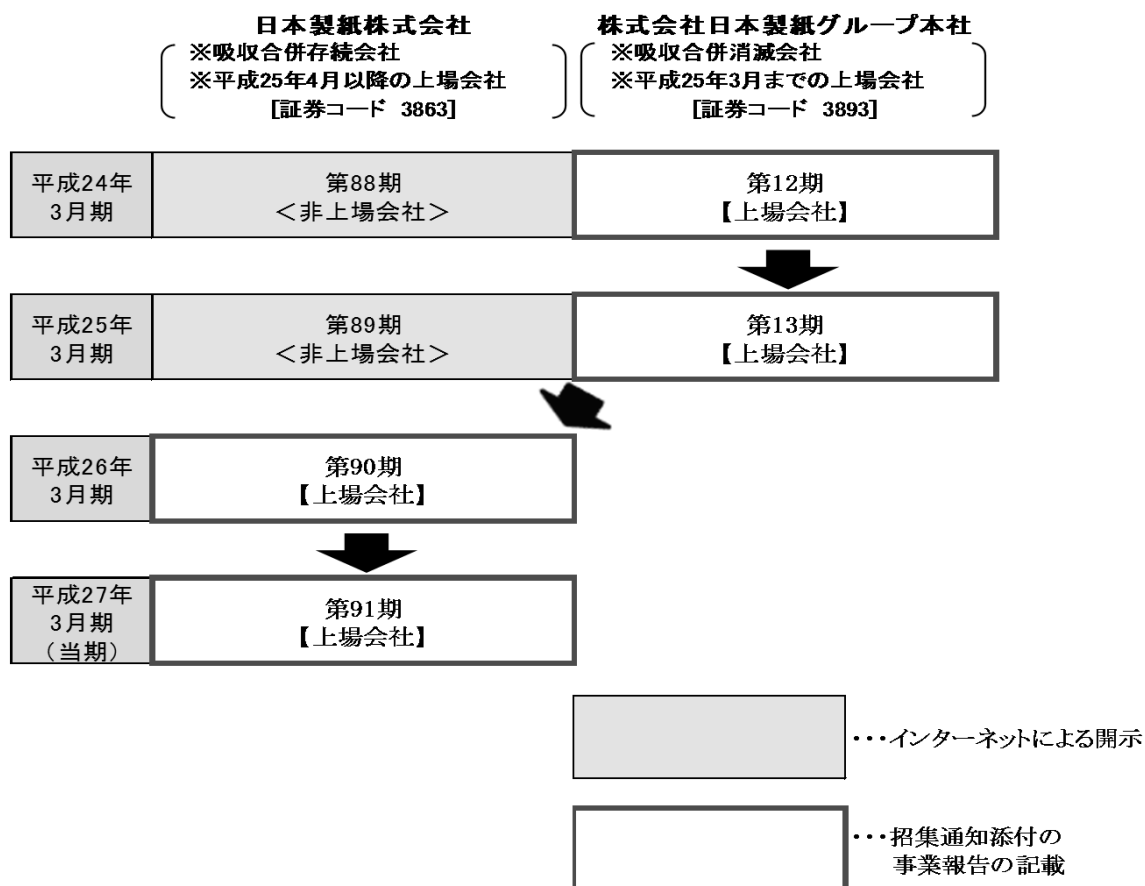 日本製紙株式会社
※吸収合併存続会社
※平成25年4月以降の上場会社
[証券コード 3863]
株式会社日本製紙グループ本社
※吸収合併消滅会社
※平成25年3月までの上場会社
[証券コード 3893]
平成24年
3月期
第88期
＜非上場会社＞
第12期
【上場会社】
平成25年
3月期
第89期
＜非上場会社＞
第13期
【上場会社】
平成26年
3月期
第90期
【上場会社】
平成27年
3月期
（当期）
第91期
【上場会社】
･･･インターネットによる開示
･･･招集通知添付の
事業報告の記載